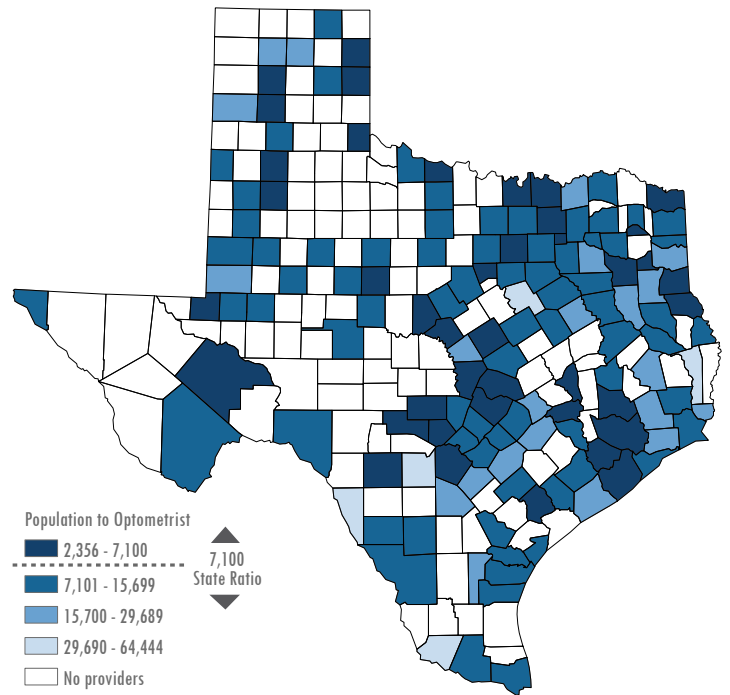 Population to Optometrist
2,356 - 7,100
7,101 - 15,699
15,700 - 29,689
29,690 - 64,444
No providers
7,100
State Ratio